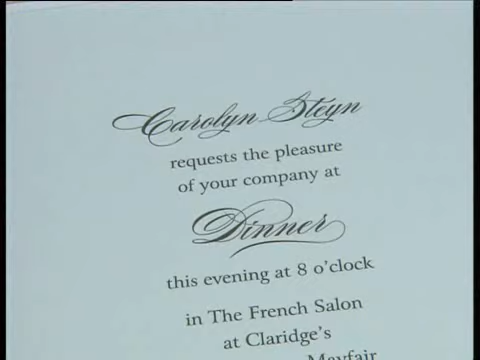 Carolyn Steyn
requests the pleasure
of your company at
Dinner
this evening at 8 o'clock
in The French Salon
at Claridge's
Mayfair